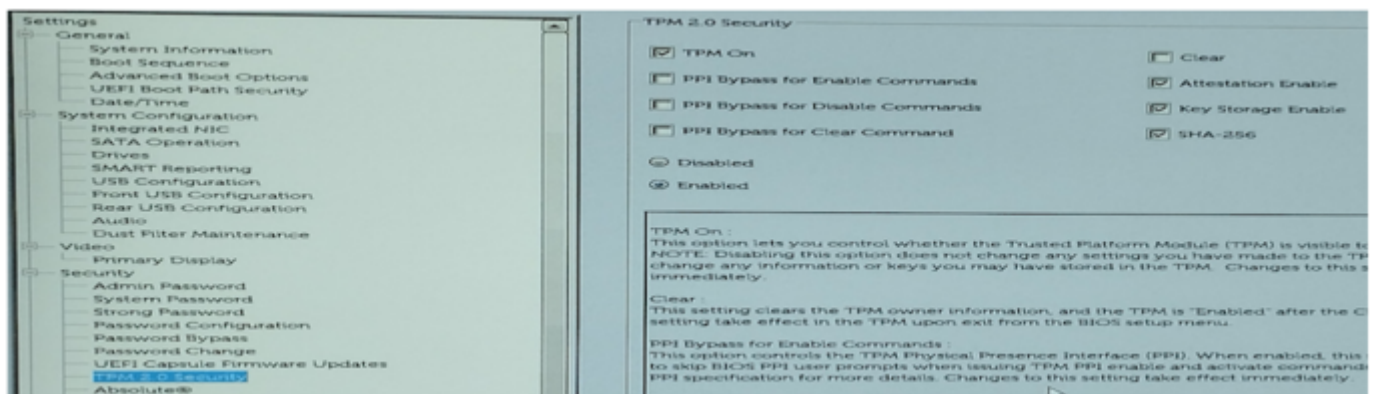 Settings
General
System Information
Boot Sequence
Advanced Boot Options
UEFI Boot Path Security
Date/Time
System Configuration
Integrated NIC
SATA Operation
Drives
SMART Reporting
USB Configuration
Front USB Configuration
Rear USB Configuration
Audio
Dust Filter Maintenance
Video
Primary Display
Security
Admin Password
System Password
Strong Password
Password Configuration
Password Bypass
Password Change
UEFI Capsule Firmware Updates
TPM 2.0 Security
Absolute®
TPM 2.0 Security
TPM On
Clear
PPI Bypass for Enable Commands
Attestation Enable
PPI Bypass for Disable Commands
Key Storage Enable
PPI Bypass for Clear Command
SHA-256
Disabled
Enabled
TPM On :
This option lets you control whether the Trusted Platform Module (TPM) is visible to
NOTE: Disabling this option does not change any settings you have made to the TP
change any information or keys you may have stored in the TPM. Changes to this s
immediately.
Clear :
This setting clears the TPM owner information, and the TPM is "Enabled" after the C
setting take effect in the TPM upon exit from the BIOS setup menu.
PPI Bypass for Enable Commands :
This option controls the TPM Physical Presence Interface (PPI). When enabled, this
to skip BIOS PPI user prompts when issuing TPM PPI enable and activate command
PPI specification for more details. Changes to this setting take effect immediately.